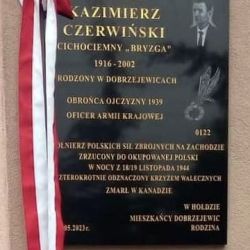 KAZIMIERZ
CZERWIŃSKI
CICHOCIEMNY „BRYZGA”
1916 - 2002
RODZONY W DOBRZEJEWICACH
OBROŃCA OJCZYZNY 1939
OFICER ARMII KRAJOWEJ
0122
ŻOŁNIERZ POLSKICH SIŁ ZBROJNYCH NA ZACHODZIE
ZRZUCONY DO OKUPOWANEJ POLSKI
W NOCY Z 18/19 LISTOPADA 1944
ZTEROKROTNIE ODZNACZONY KRZYŻEM WALECZNYCH
ZMARŁ W KANADZIE
W HOŁDZIE
MIESZKAŃCY DOBRZEJEWIC
.05.2023 r. RODZINA